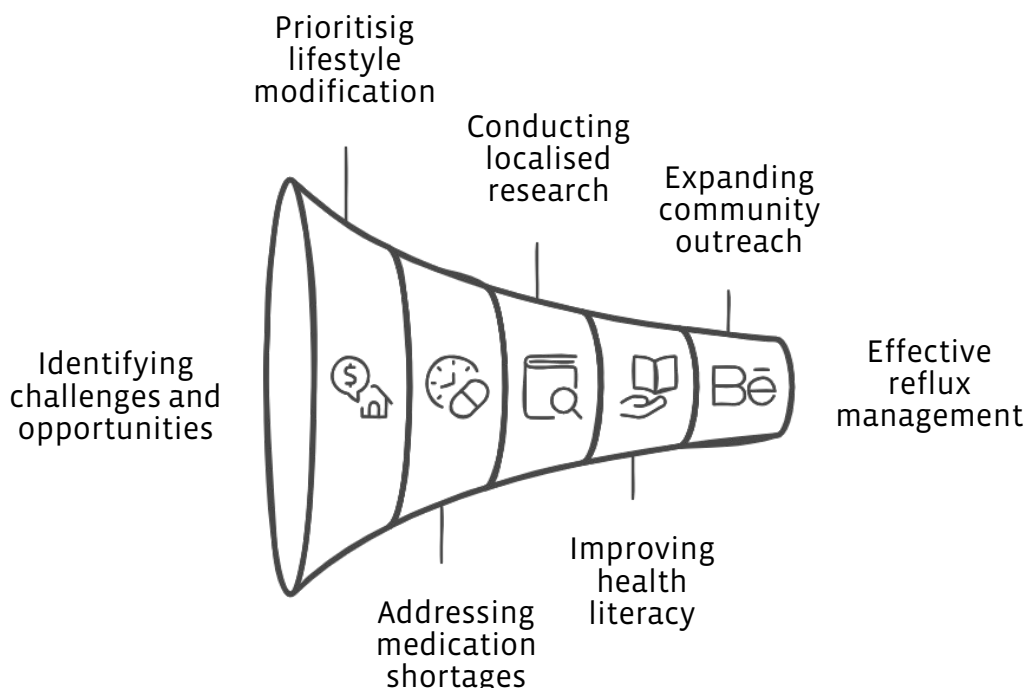 Prioritisig
lifestyle
modification
Conducting
localised
research
Expanding
community
outreach
Identifying
challenges and
opportunities
$
Bē
Effective
reflux
management
Improving
health
literacy
Addressing
medication
shortages